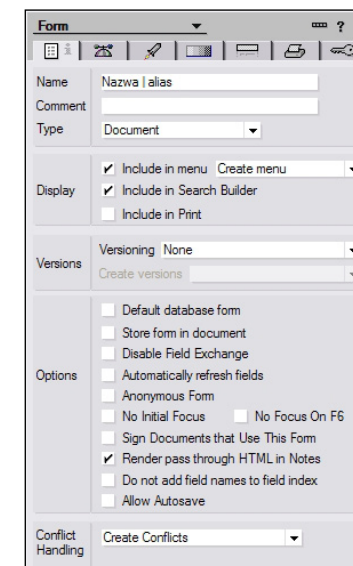 Form ?
Name Nazwa | alias
Comment
Type Document
Display
Include in menu Create menu
Include in Search Builder
Include in Print
Versions
Versioning None
Create versions
Options
Default database form
Store form in document
Disable Field Exchange
Automatically refresh fields
Anonymous Form
No Initial Focus No Focus On F6
Sign Documents that Use This Form
Render pass through HTML in Notes
Do not add field names to field index
Allow Autosave
Conflict
Handling
Create Conflicts